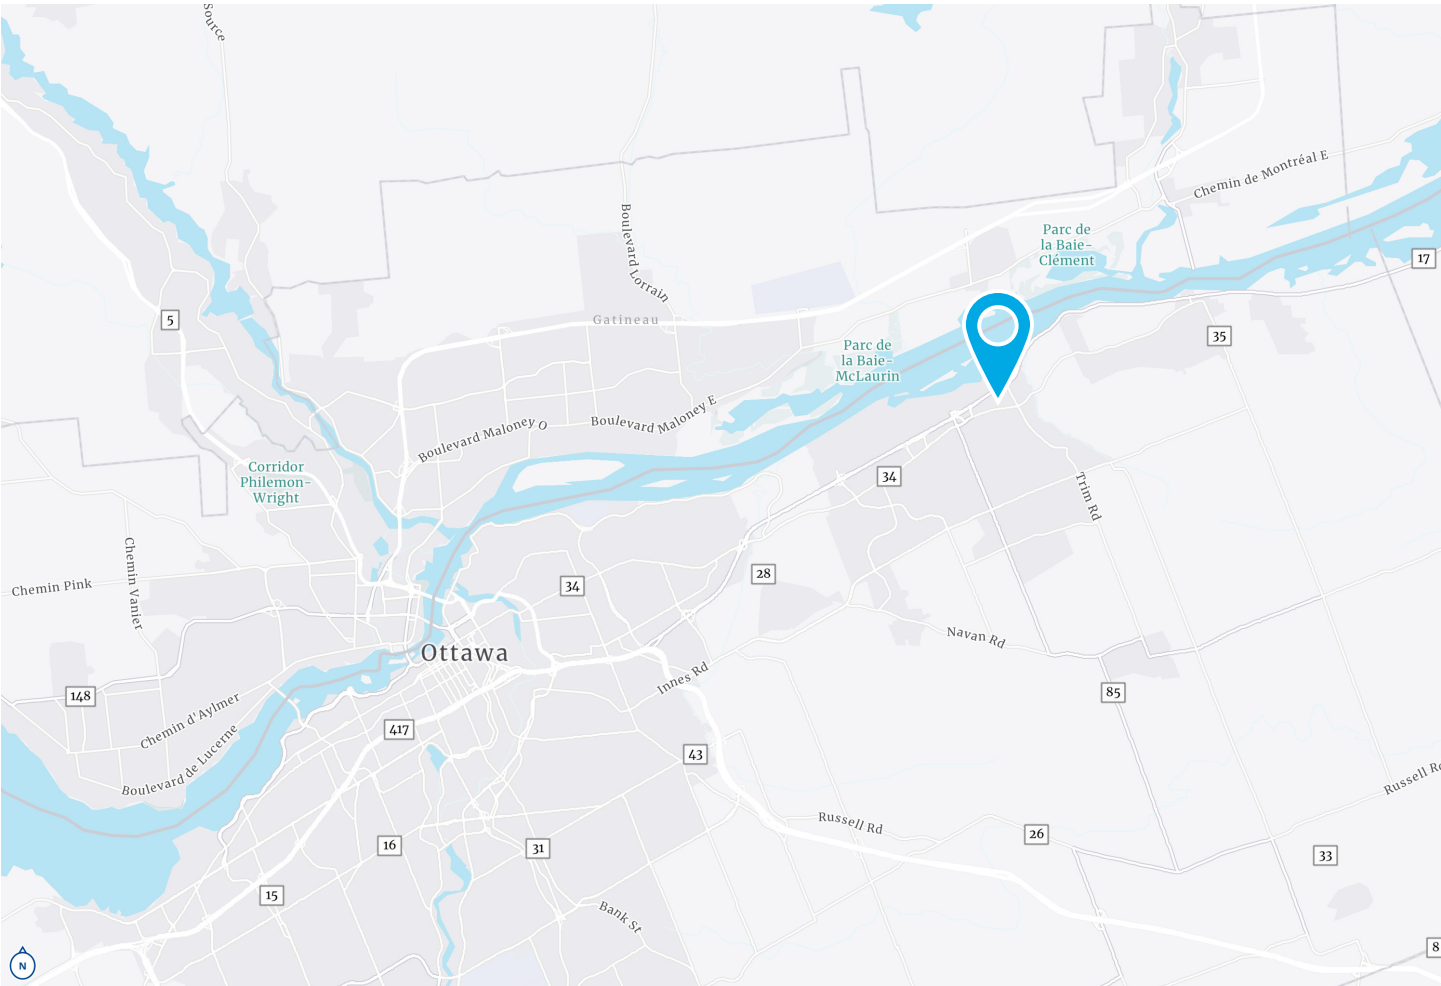 Source
Chemin de Montréal E
Boulevard Lorrain
Parc de
la Baie-
Clément
17
5
Gatineau
35
Parc de
la Baie-
McLaurin
Boulevard Maloney O
Boulevard Maloney E
Corridor
Philemon-
Wright
34
Trim Rd
Chemin Vanier
Chemin Pink
34
28
Navan Rd
Ottawa
Innes Rd
148
85
Chemin d'Aylmer
417
Boulevard de Lucerne
43
Russell Rd
Russell Rd
16
31
26
33
15
Bank St
8
N